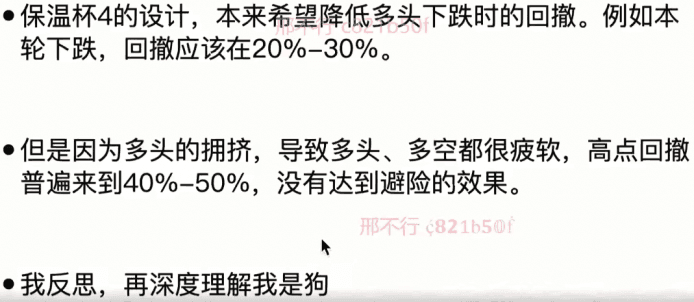 ● 保温杯4的设计，本来希望降低多头下跌时的回撤。例如本
轮下跌，回撤应该在20%-30%。
● 但是因为多头的拥挤，导致多头、多空都很疲软，高点回撤
普遍来到40%-50%，没有达到避险的效果。
邢不行 c821b50f
● 我反思，再深度理解我是狗